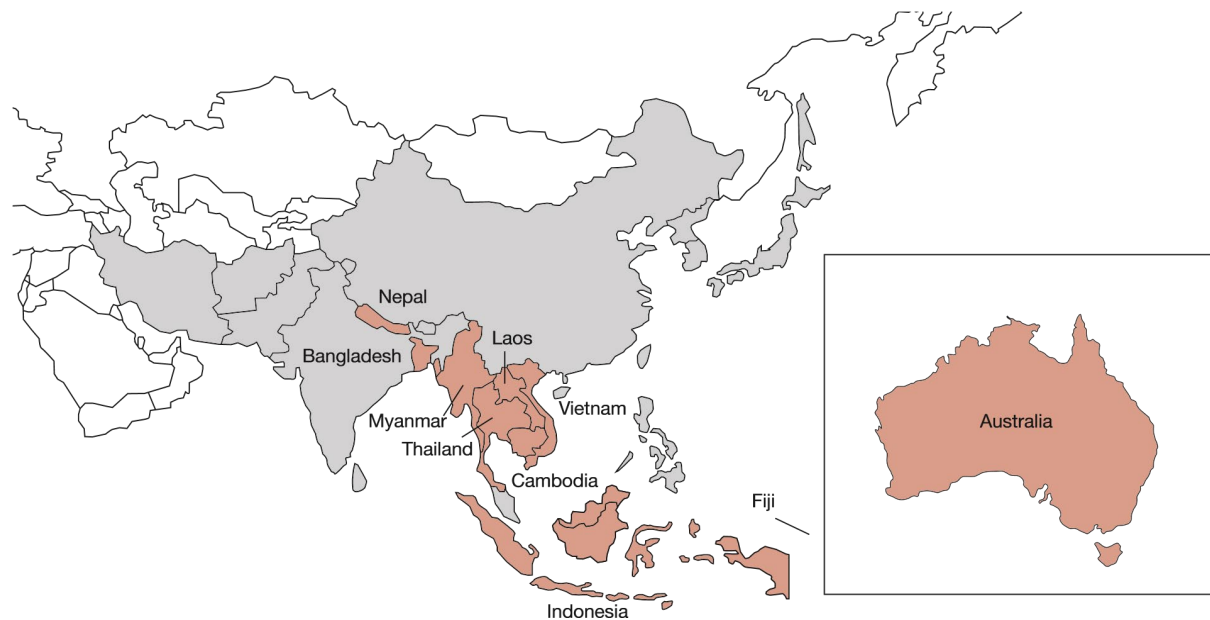 Nepal
Laos
Bangladesh
Vietnam
Myanmar
Thailand
Cambodia
Fiji
Indonesia
Australia